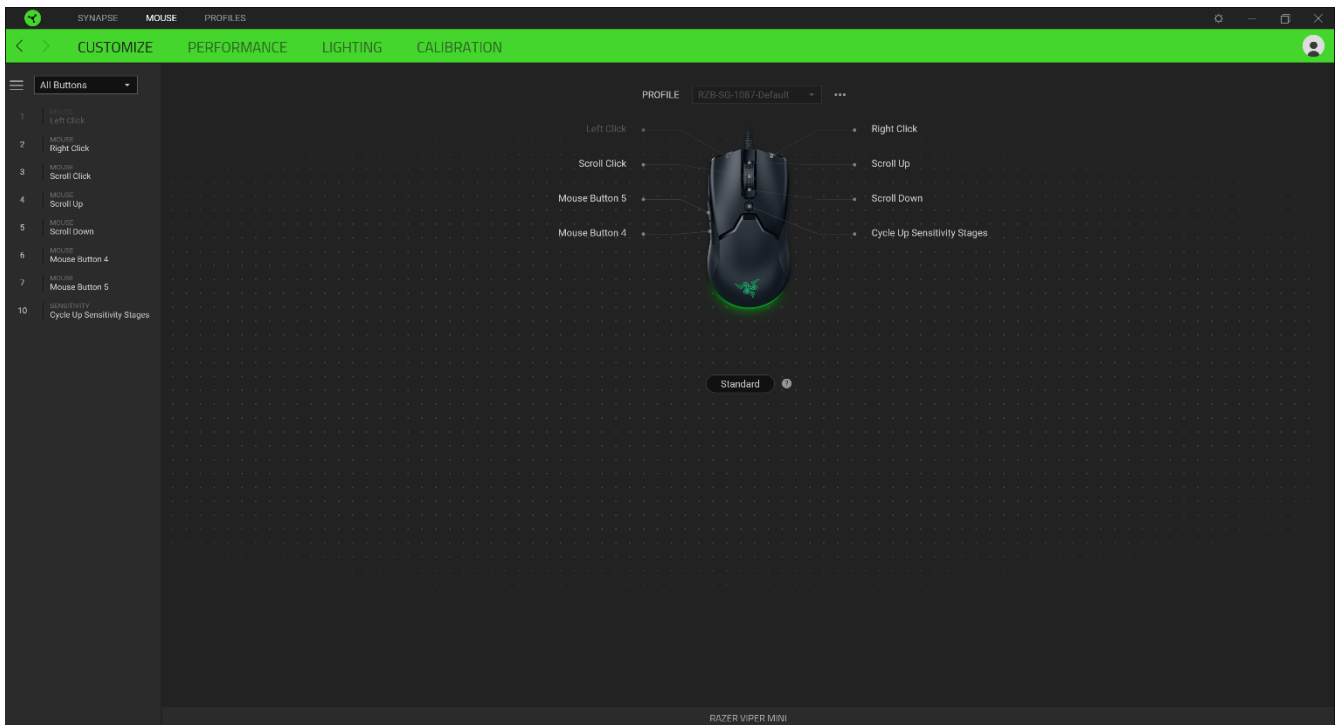 SYNAPSE MOUSE PROFILES
CUSTOMIZE PERFORMANCE LIGHTING CALIBRATION
All Buttons
PROFILE RZB-SG-1087-Default
1 MOUSE
Left Click
2 MOUSE
Right Click
3 MOUSE
Scroll Click
4 MOUSE
Scroll Up
5 MOUSE
Scroll Down
6 MOUSE
Mouse Button 4
7 MOUSE
Mouse Button 5
10 SENSITIVITY
Cycle Up Sensitivity Stages
Left Click
Scroll Click
Mouse Button 5
Mouse Button 4
Right Click
Scroll Up
Scroll Down
Cycle Up Sensitivity Stages
Standard ?
RAZER VIPER MINI